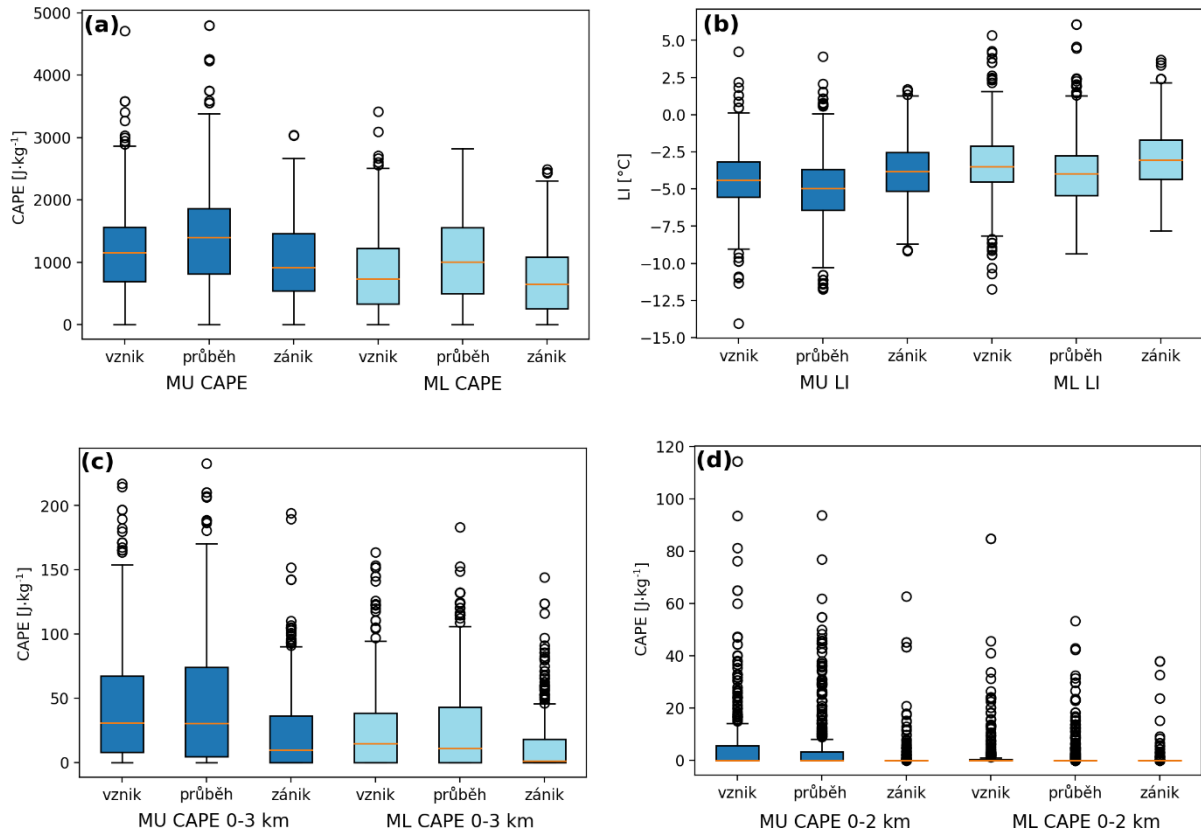 (a)
CAPE [J·kg⁻¹]
5000
4000
3000
2000
1000
0
vznik průběh zánik vznik průběh zánik
MU CAPE ML CAPE
(b)
LI [°C]
5.0
2.5
0.0
−2.5
−5.0
−7.5
−10.0
−12.5
−15.0
vznik průběh zánik vznik průběh zánik
MU LI ML LI
(c)
CAPE [J·kg⁻¹]
200
150
100
50
0
vznik průběh zánik vznik průběh zánik
MU CAPE 0-3 km ML CAPE 0-3 km
(d)
CAPE [J·kg⁻¹]
120
100
80
60
40
20
0
vznik průběh zánik vznik průběh zánik
MU CAPE 0-2 km ML CAPE 0-2 km